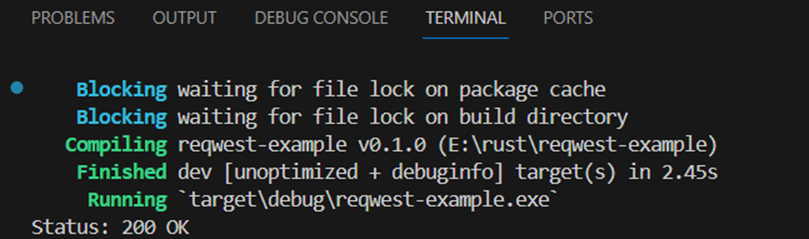 PROBLEMS OUTPUT DEBUG CONSOLE TERMINAL PORTS
Blocking waiting for file lock on package cache
Blocking waiting for file lock on build directory
Compiling reqwest-example v0.1.0 (E:\rust\reqwest-example)
Finished dev [unoptimized + debuginfo] target(s) in 2.45s
Running `target\debug\reqwest-example.exe`
Status: 200 OK